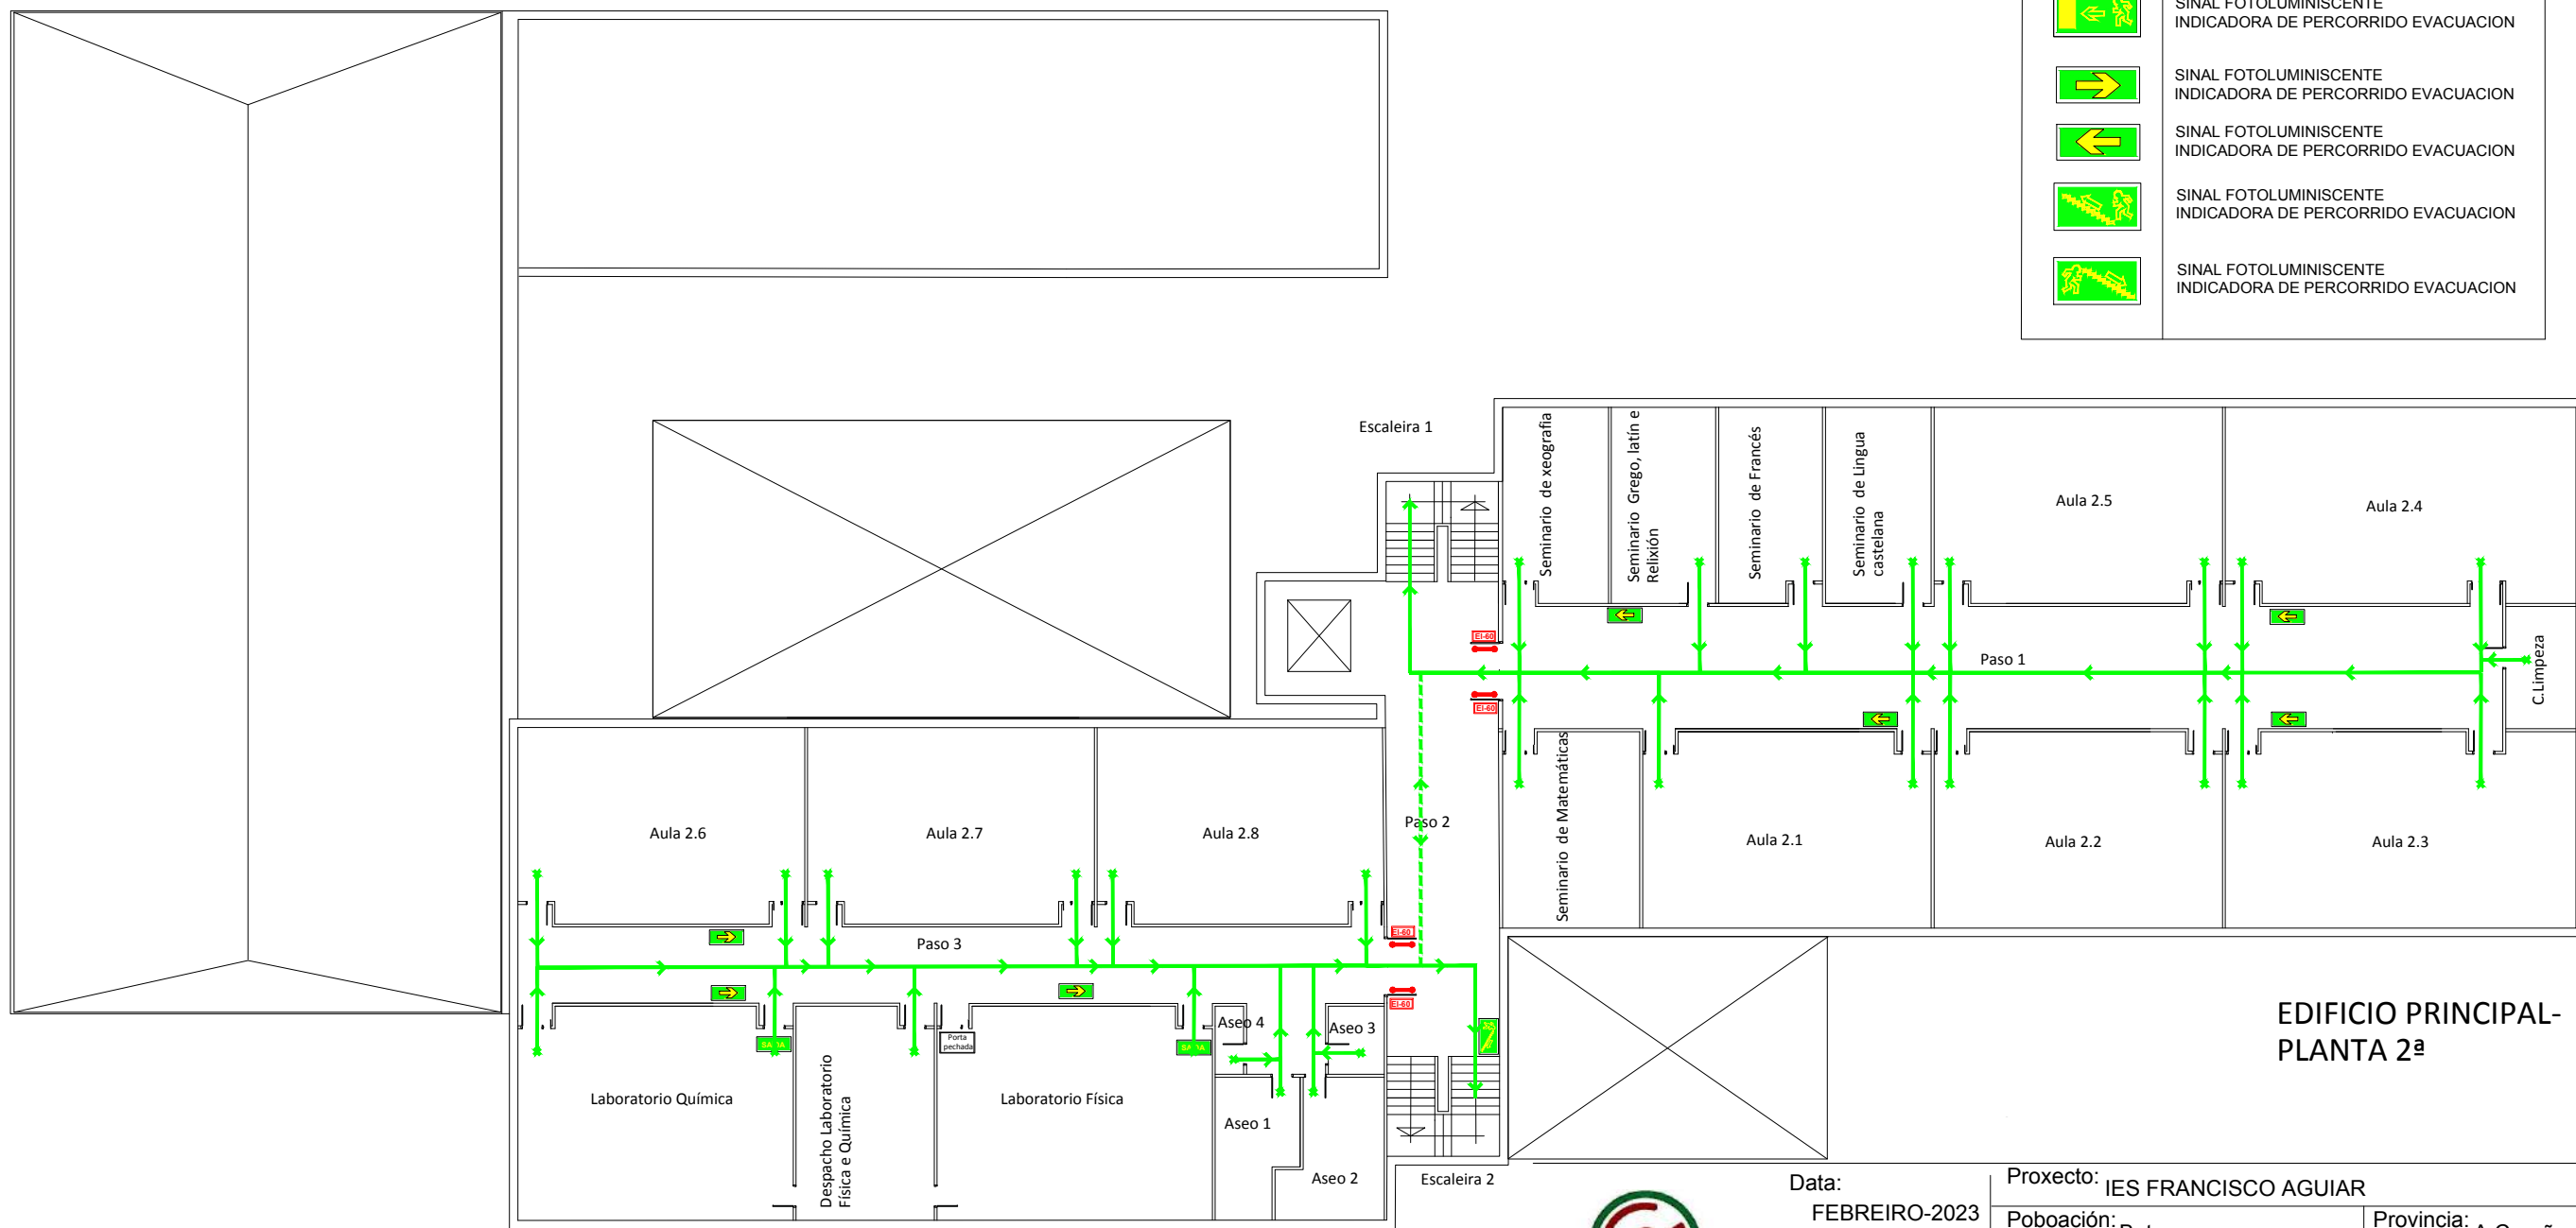 SINAL FOTOLUMINISCENTE
INDICADORA DE PERCORRIDO EVACUACION
SINAL FOTOLUMINISCENTE
INDICADORA DE PERCORRIDO EVACUACION
SINAL FOTOLUMINISCENTE
INDICADORA DE PERCORRIDO EVACUACION
SINAL FOTOLUMINISCENTE
INDICADORA DE PERCORRIDO EVACUACION
SINAL FOTOLUMINISCENTE
INDICADORA DE PERCORRIDO EVACUACION
Escaleira 1
Seminario de xeografia
Seminario Grego, latín e
Relixión
Seminario de Francés
Seminario de Lingua
castelana
Aula 2.5
Aula 2.4
EI-60
Paso 1
C.Limpeza
EI-60
Seminario de Matemáticas
Aula 2.1
Aula 2.2
Aula 2.3
Paso 2
Aula 2.6
Aula 2.7
Aula 2.8
EI-60
Paso 3
EI-60
Aseo 4
Aseo 3
Porta
pechada
Laboratorio Química
Despacho Laboratorio
Física e Química
Laboratorio Física
Aseo 1
Aseo 2
Escaleira 2
EDIFICIO PRINCIPAL-
PLANTA 2ª
Data:
FEBREIRO-2023
Proxecto: IES FRANCISCO AGUIAR
Poboación:
Provincia: